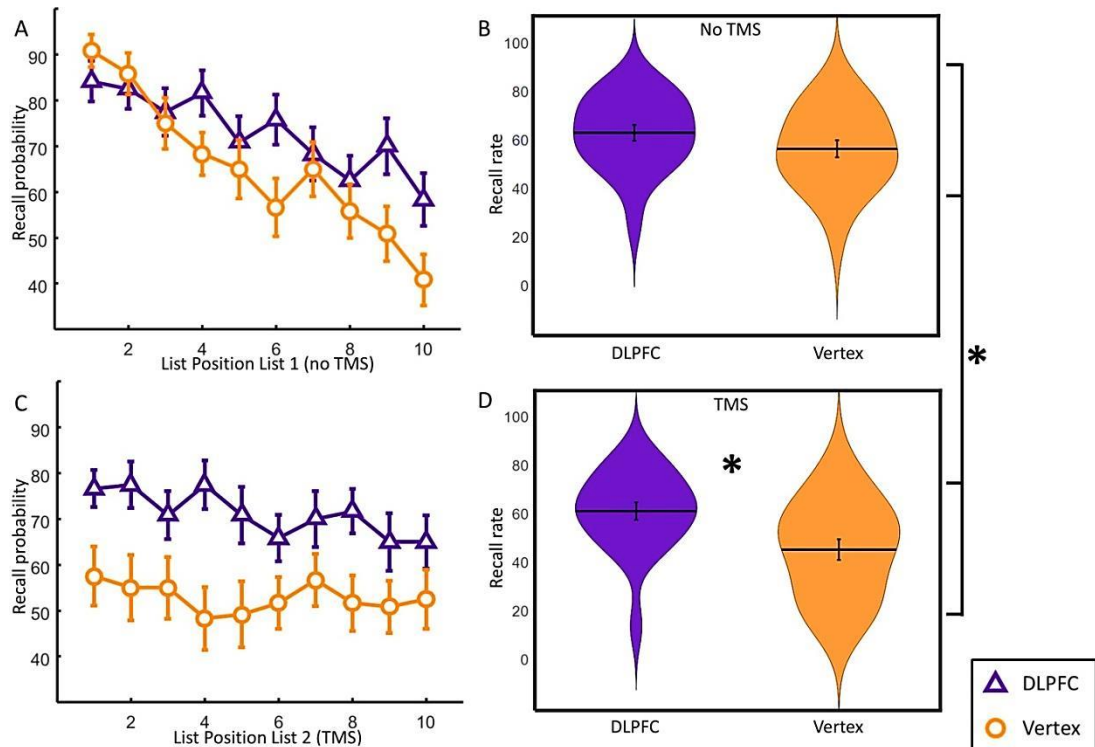 A
90
80
70
60
50
40
Recall probability
2 4 6 8 10
List Position List 1 (no TMS)
B
No TMS
100
80
60
40
20
0
Recall rate
DLPFC Vertex
*
C
90
80
70
60
50
40
Recall probability
2 4 6 8 10
List Position List 2 (TMS)
D
TMS
*
100
80
60
40
20
0
Recall rate
DLPFC Vertex
DLPFC
Vertex